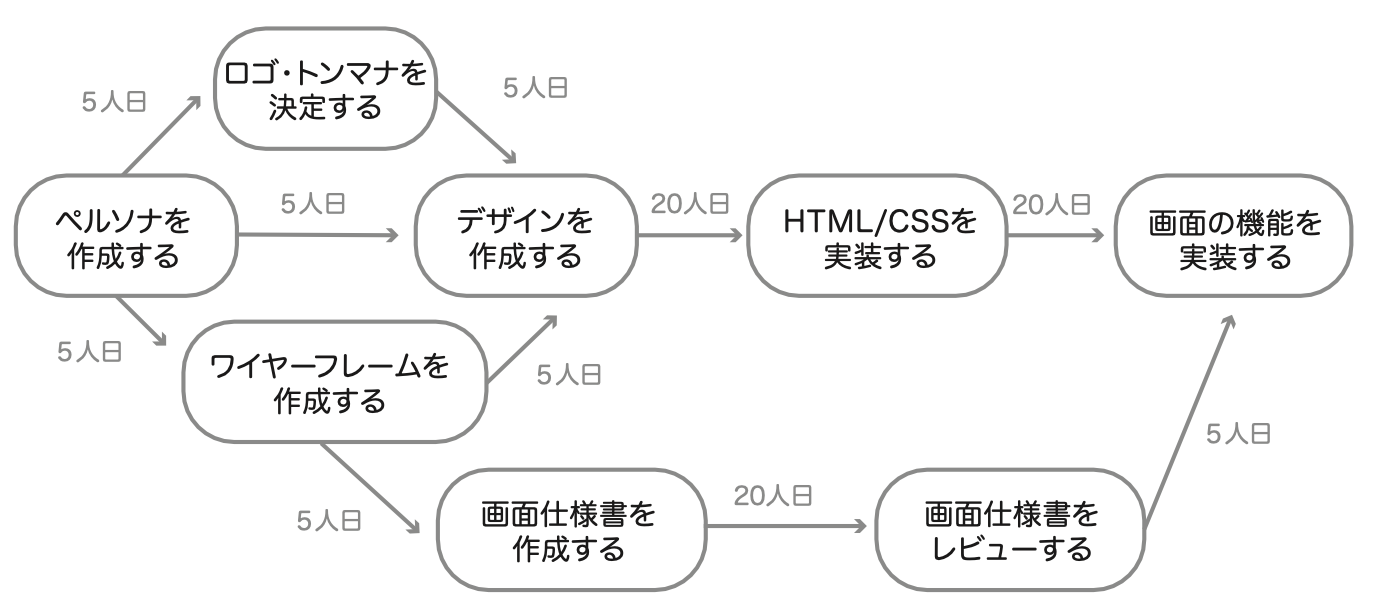 ロゴ・トンマナを
決定する
5人日
5人日
ペルソナを
作成する
5人日
デザインを
作成する
20人日
HTML/CSSを
実装する
20人日
画面の機能を
実装する
5人日
ワイヤーフレームを
作成する
5人日
5人日
画面仕様書を
作成する
20人日
画面仕様書を
レビューする
5人日